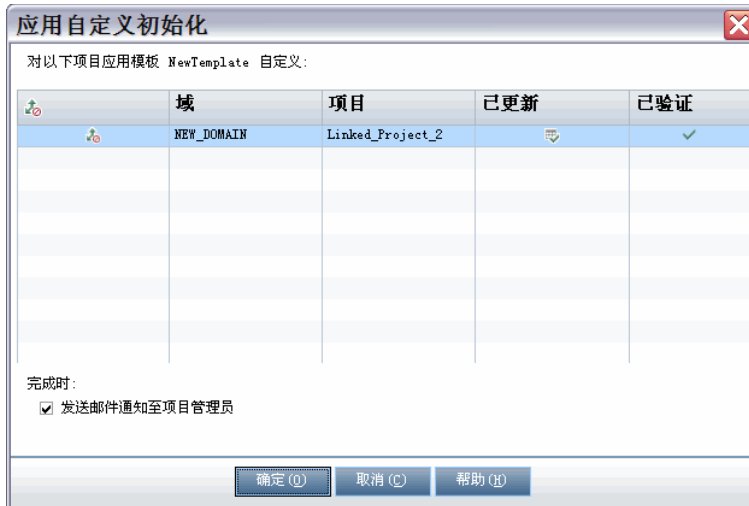 应用自定义初始化
对以下项目应用模板 NewTemplate 自定义:
域 项目 已更新 已验证
NEW_DOMAIN Linked_Project_2
完成时:
发送邮件通知至项目管理员
确定(O) 取消(C) 帮助(H)